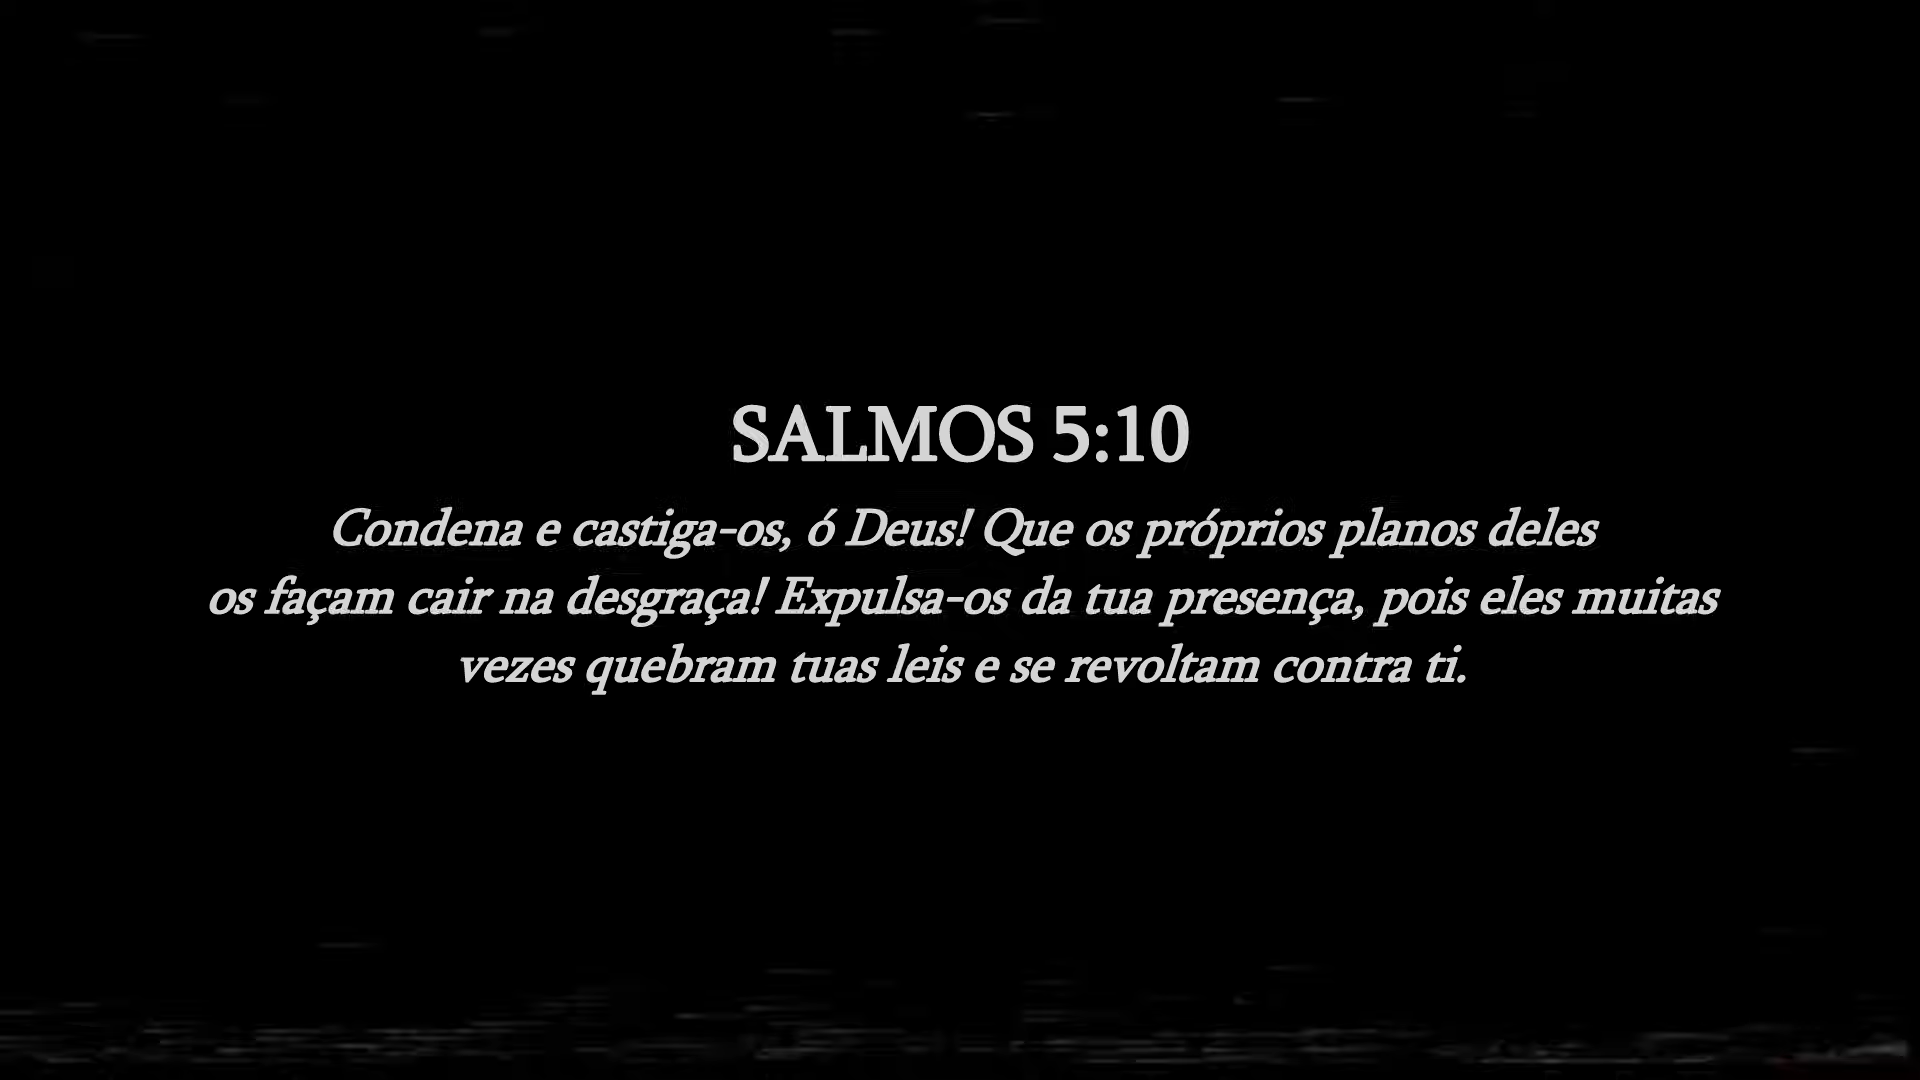 SALMOS 5:10
Condena e castiga-os, ó Deus! Que os próprios planos deles
os façam cair na desgraça! Expulsa-os da tua presença, pois eles muitas
vezes quebram tuas leis e se revoltam contra ti.